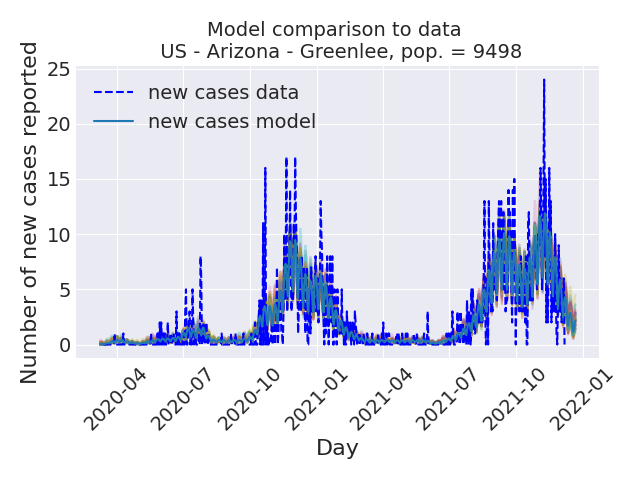 Model comparison to data
US - Arizona - Greenlee, pop. = 9498
Number of new cases reported
25
20
15
10
5
0
new cases data
new cases model
2020-04
2020-07
2020-10
2021-01
2021-04
2021-07
2021-10
2022-01
Day